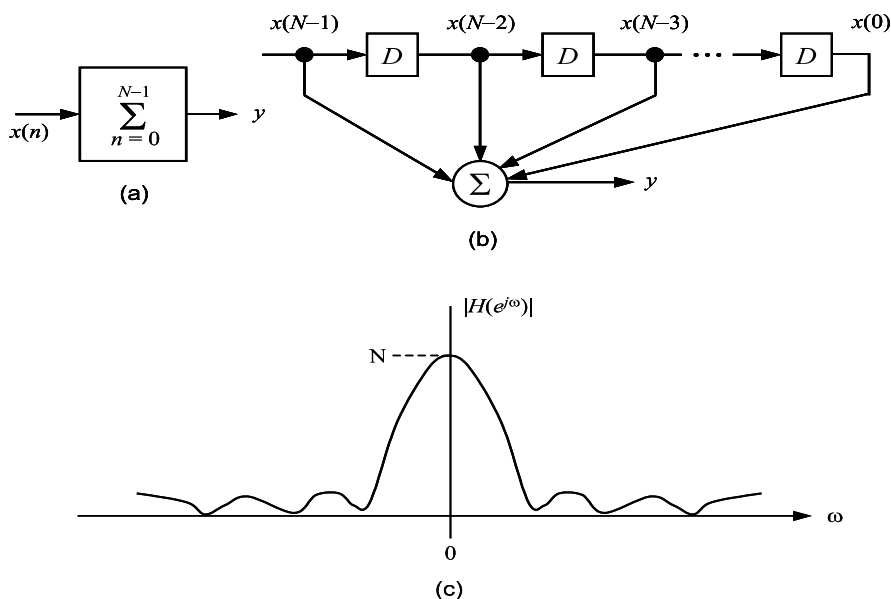 x(N–1) x(N–2) x(N–3) x(0)
D D ... D
N–1
∑
n = 0
x(n) y
(a)
Σ y
(b)
|H(e^{jω})|
N
ω
0
(c)